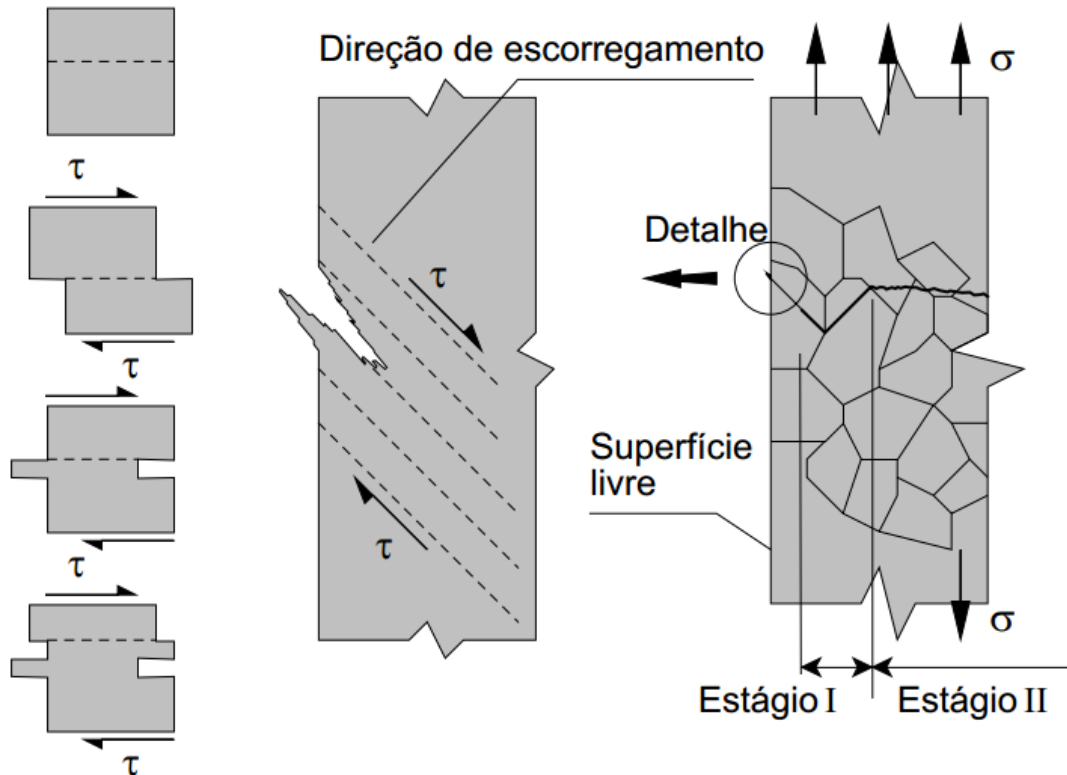 τ
τ
τ
τ
τ
τ
Direção de escorregamento
τ
τ
σ
Detalhe
Superfície
livre
σ
Estágio I
Estágio II